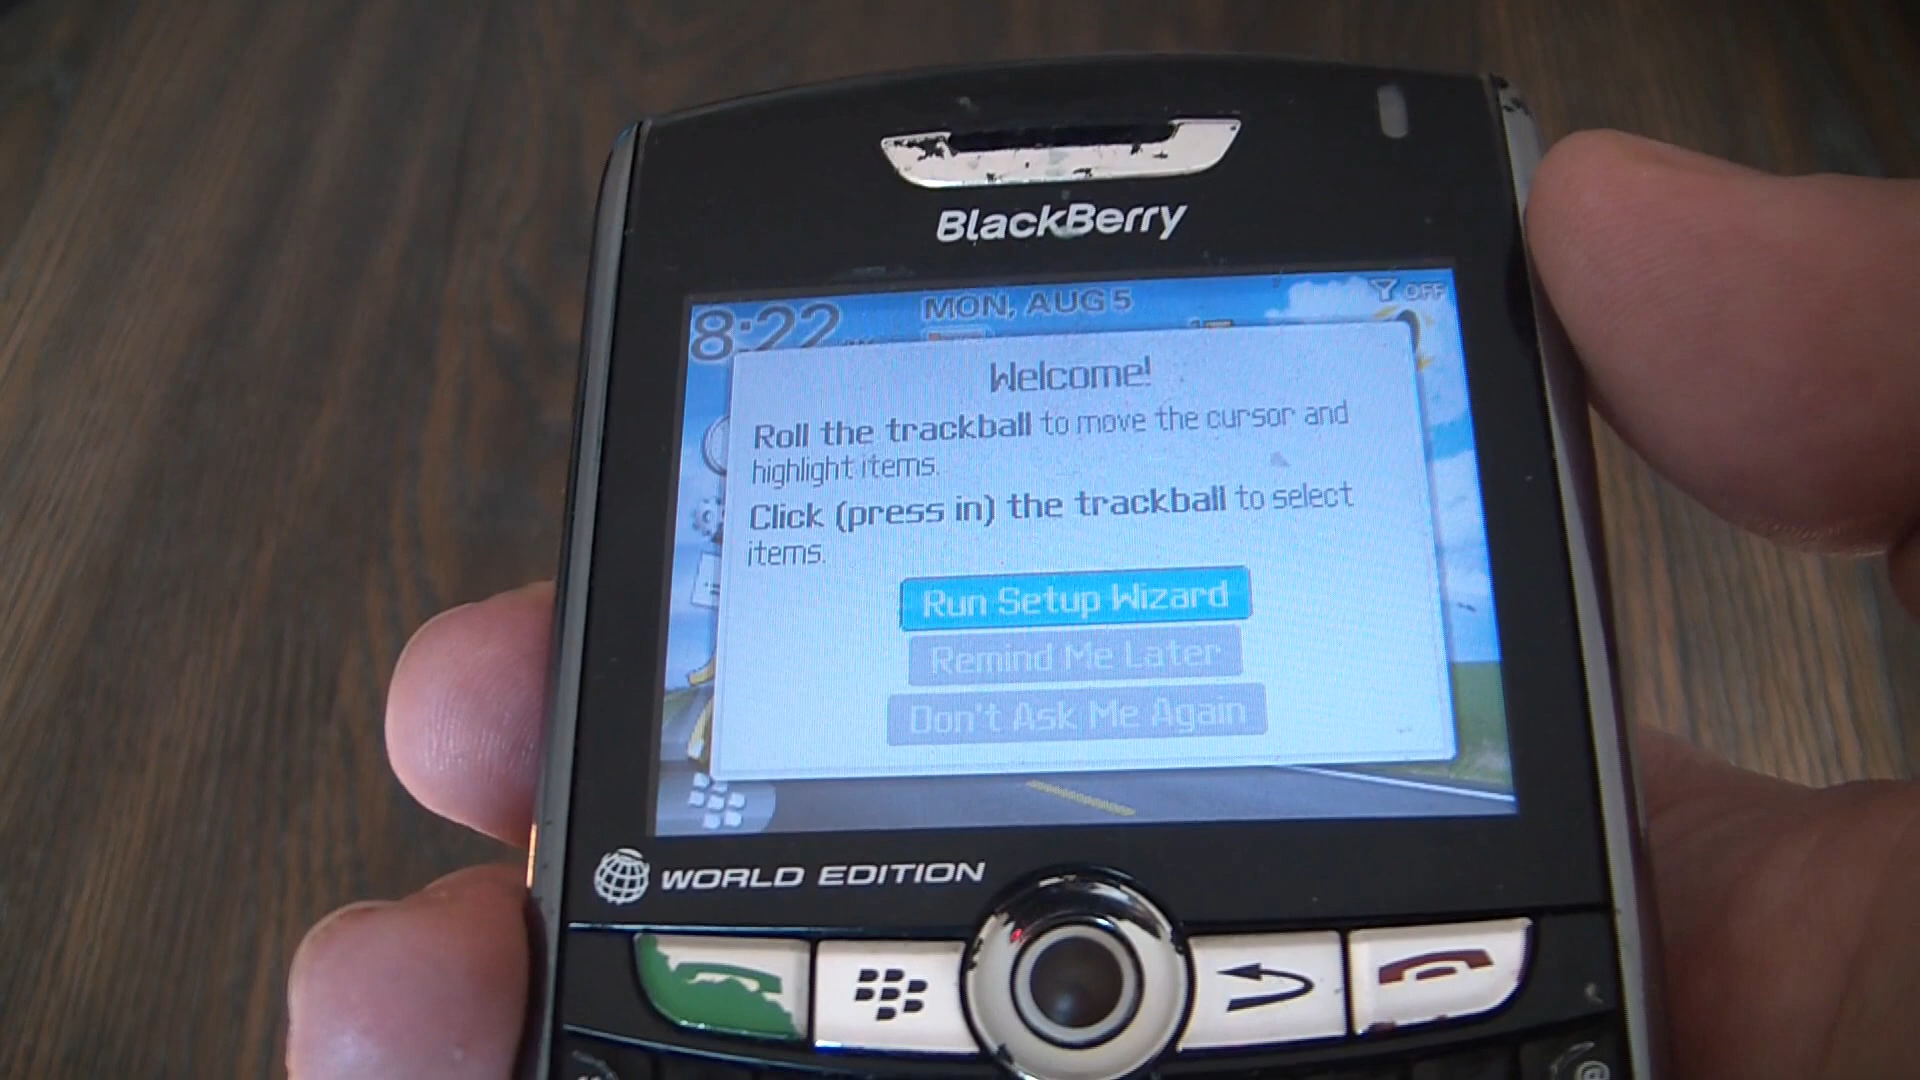 BlackBerry
8:22
MON, AUG 5
OFF
Welcome!
Roll the trackball to move the cursor and
highlight items.
Click (press in) the trackball to select
items.
Run Setup Wizard
Remind Me Later
Don't Ask Me Again
WORLD EDITION
@